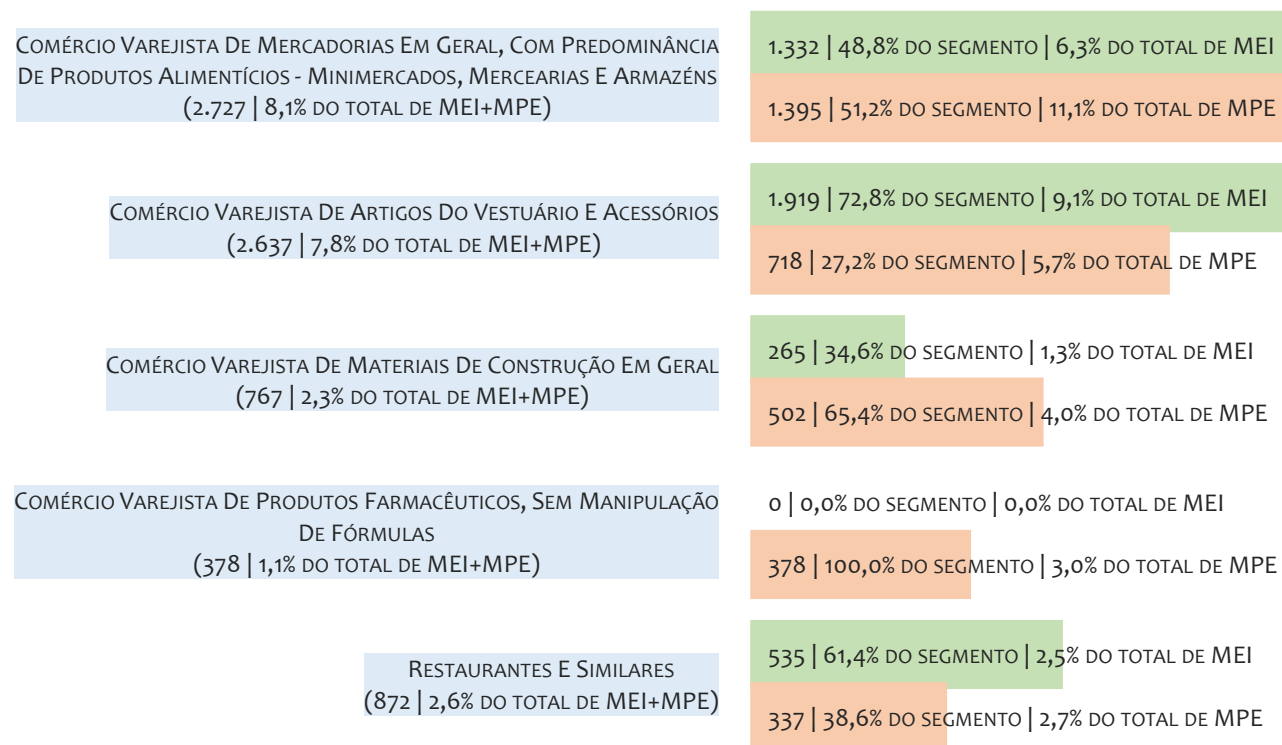 Comércio Varejista De Mercadorias Em Geral, Com Predominância
De Produtos Alimentícios - Minimercados, Mercearias E Armazéns
(2.727 | 8,1% do total de MEI+MPE)
1.332 | 48,8% do segmento | 6,3% do total de MEI
1.395 | 51,2% do segmento | 11,1% do total de MPE
Comércio Varejista De Artigos Do Vestuário E Acessórios
(2.637 | 7,8% do total de MEI+MPE)
1.919 | 72,8% do segmento | 9,1% do total de MEI
718 | 27,2% do segmento | 5,7% do total de MPE
Comércio Varejista De Materiais De Construção Em Geral
(767 | 2,3% do total de MEI+MPE)
265 | 34,6% do segmento | 1,3% do total de MEI
502 | 65,4% do segmento | 4,0% do total de MPE
Comércio Varejista De Produtos Farmacêuticos, Sem Manipulação
De Fórmulas
(378 | 1,1% do total de MEI+MPE)
0 | 0,0% do segmento | 0,0% do total de MEI
378 | 100,0% do segmento | 3,0% do total de MPE
Restaurantes E Similares
(872 | 2,6% do total de MEI+MPE)
535 | 61,4% do segmento | 2,5% do total de MEI
337 | 38,6% do segmento | 2,7% do total de MPE